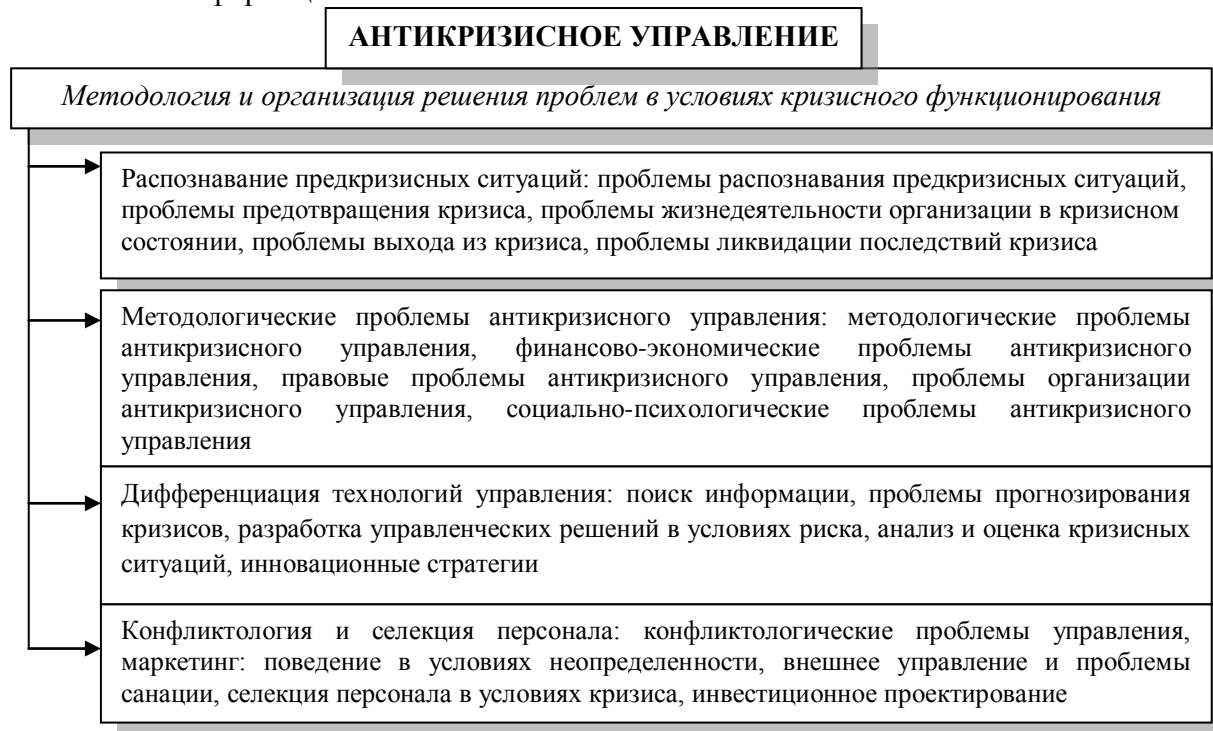 АНТИКРИЗИСНОЕ УПРАВЛЕНИЕ
Методология и организация решения проблем в условиях кризисного функционирования
Распознавание предкризисных ситуаций: проблемы распознавания предкризисных ситуаций,
проблемы предотвращения кризиса, проблемы жизнедеятельности организации в кризисном
состоянии, проблемы выхода из кризиса, проблемы ликвидации последствий кризиса
Методологические проблемы антикризисного управления: методологические проблемы
антикризисного управления, финансово-экономические проблемы антикризисного
управления, правовые проблемы антикризисного управления, проблемы организации
антикризисного управления, социально-психологические проблемы антикризисного
управления
Дифференциация технологий управления: поиск информации, проблемы прогнозирования
кризисов, разработка управленческих решений в условиях риска, анализ и оценка кризисных
ситуаций, инновационные стратегии
Конфликтология и селекция персонала: конфликтологические проблемы управления,
маркетинг: поведение в условиях неопределенности, внешнее управление и проблемы
санации, селекция персонала в условиях кризиса, инвестиционное проектирование